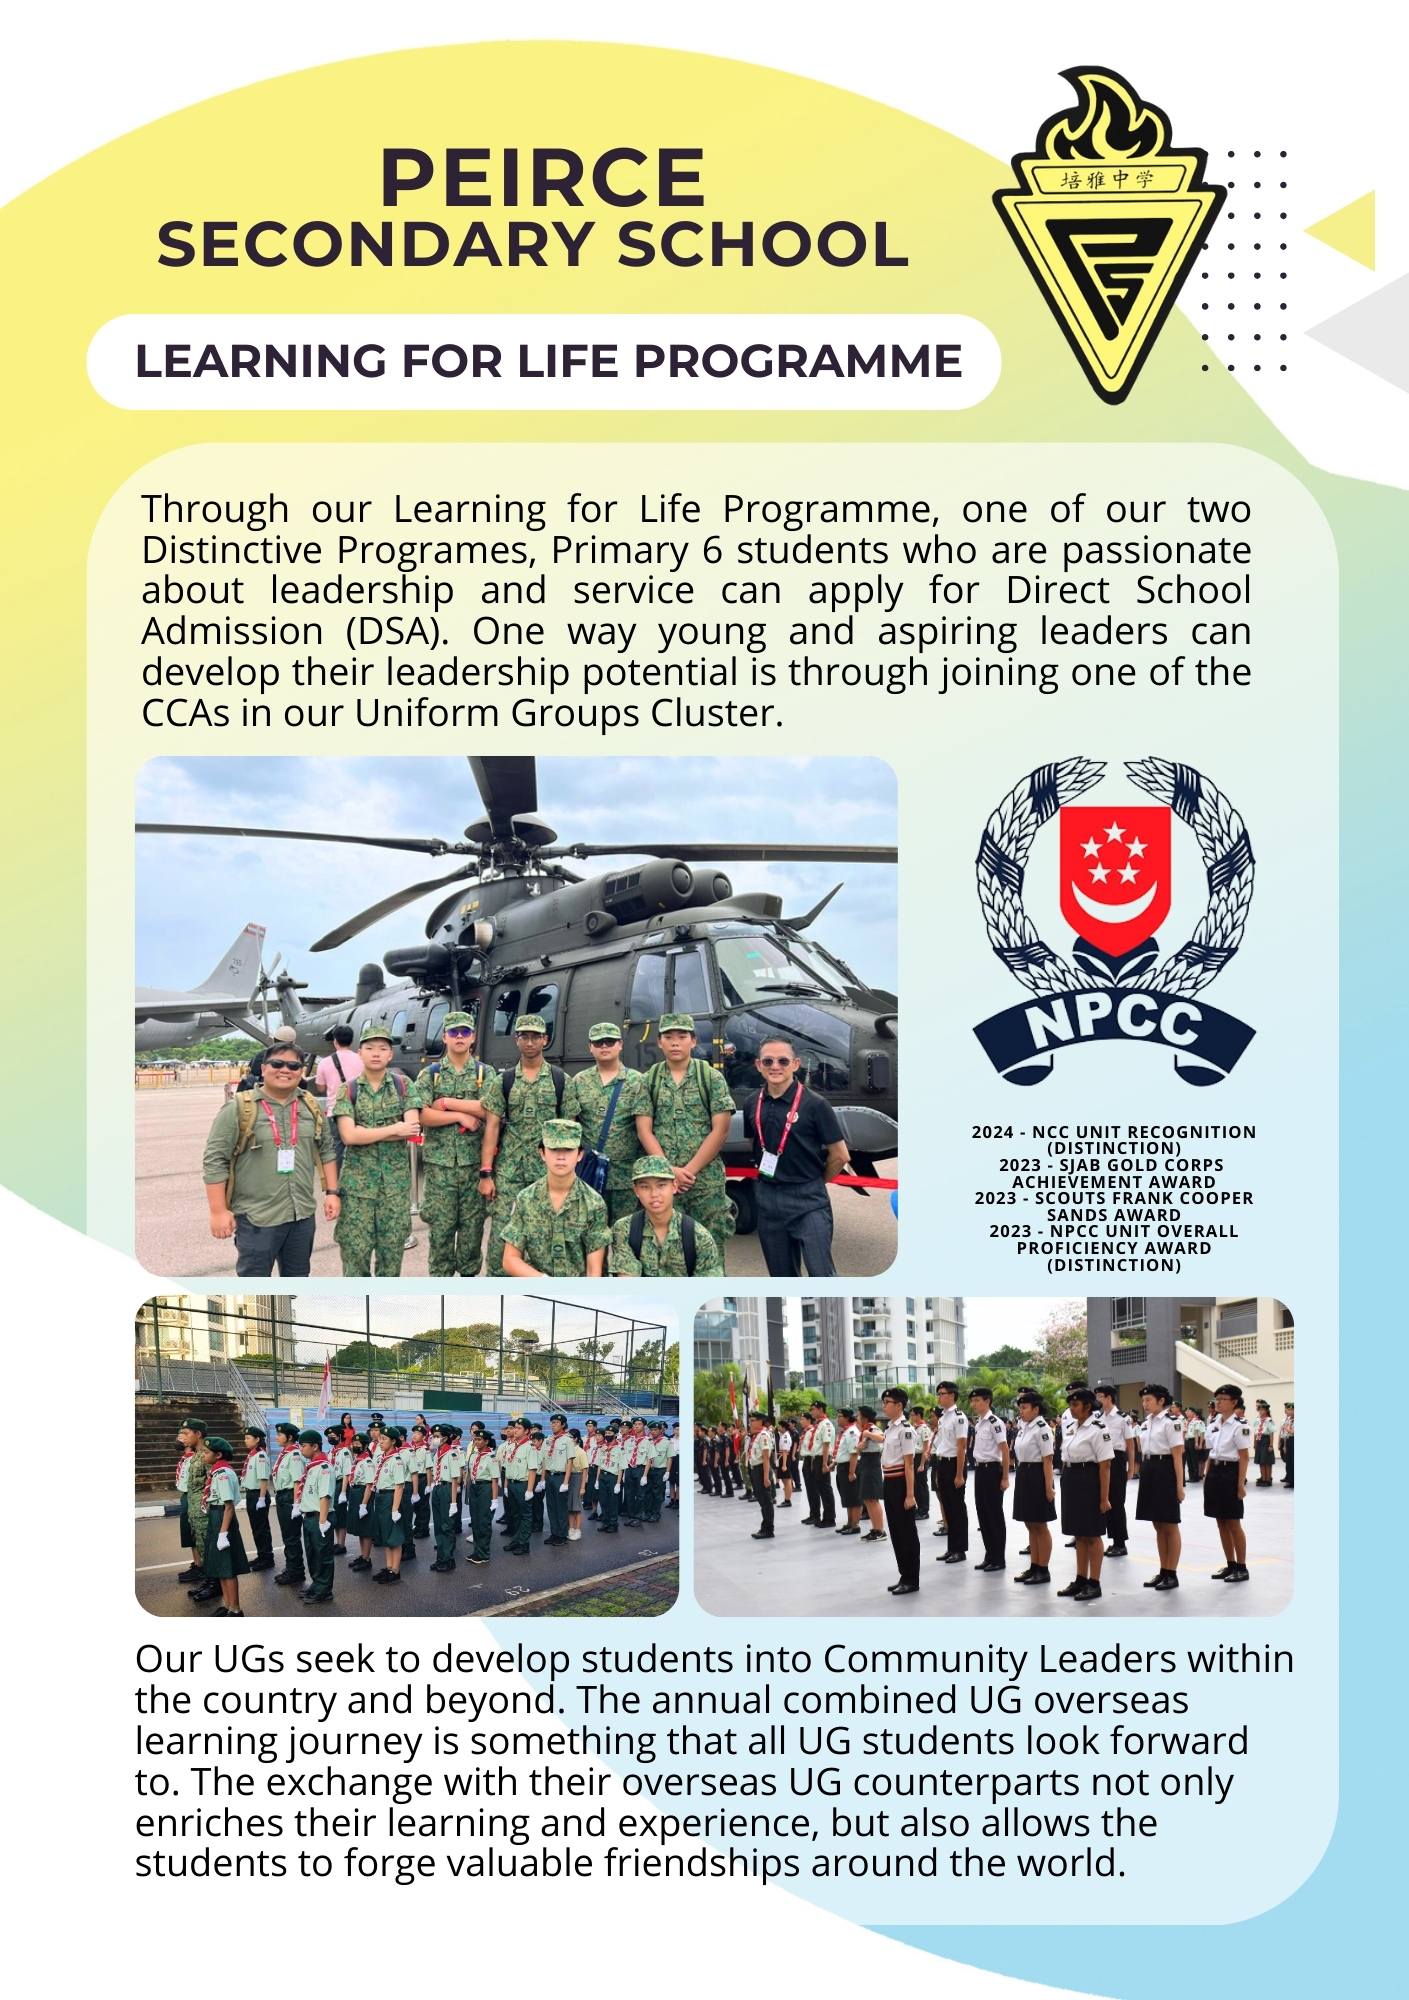 PEIRCE
SECONDARY SCHOOL
培雅中学
LEARNING FOR LIFE PROGRAMME
Through our Learning for Life Programme, one of our two
Distinctive Programes, Primary 6 students who are passionate
about leadership and service can apply for Direct School
Admission (DSA). One way young and aspiring leaders can
develop their leadership potential is through joining one of the
CCAs in our Uniform Groups Cluster.
NPCC
2024 - NCC UNIT RECOGNITION
(DISTINCTION)
2023 - SJAB GOLD CORPS
ACHIEVEMENT AWARD
2023 - SCOUTS FRANK COOPER
SANDS AWARD
2023 - NPCC UNIT OVERALL
PROFICIENCY AWARD
(DISTINCTION)
Our UGs seek to develop students into Community Leaders within
the country and beyond. The annual combined UG overseas
learning journey is something that all UG students look forward
to. The exchange with their overseas UG counterparts not only
enriches their learning and experience, but also allows the
students to forge valuable friendships around the world.